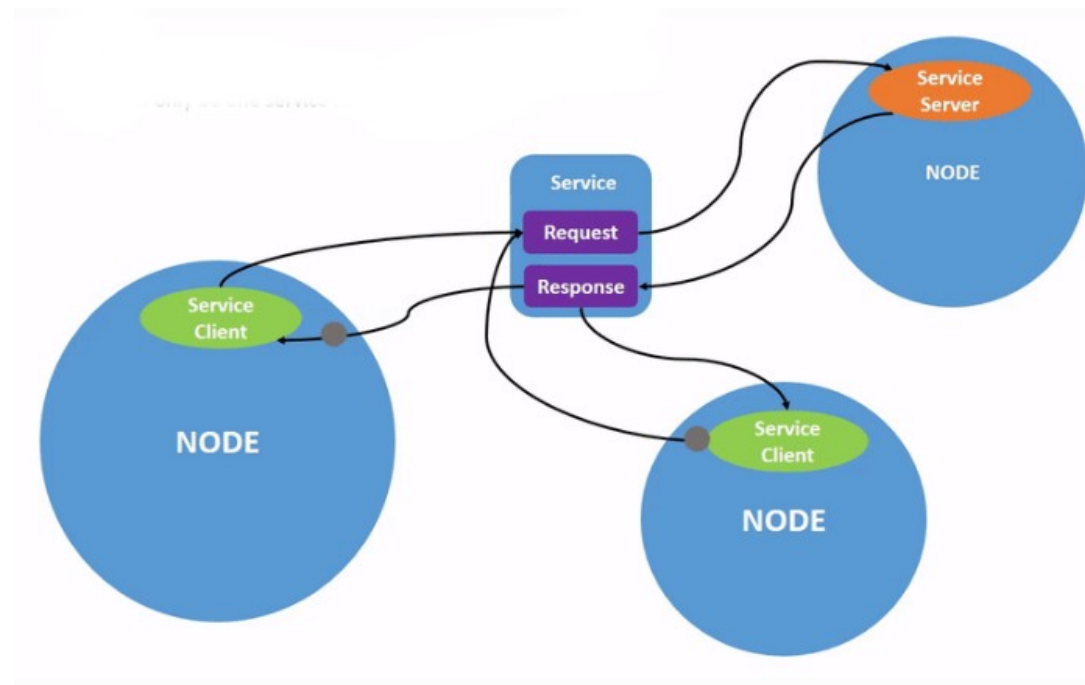 Service
Server
NODE
Service
Request
Response
Service
Client
NODE
Service
Client
NODE